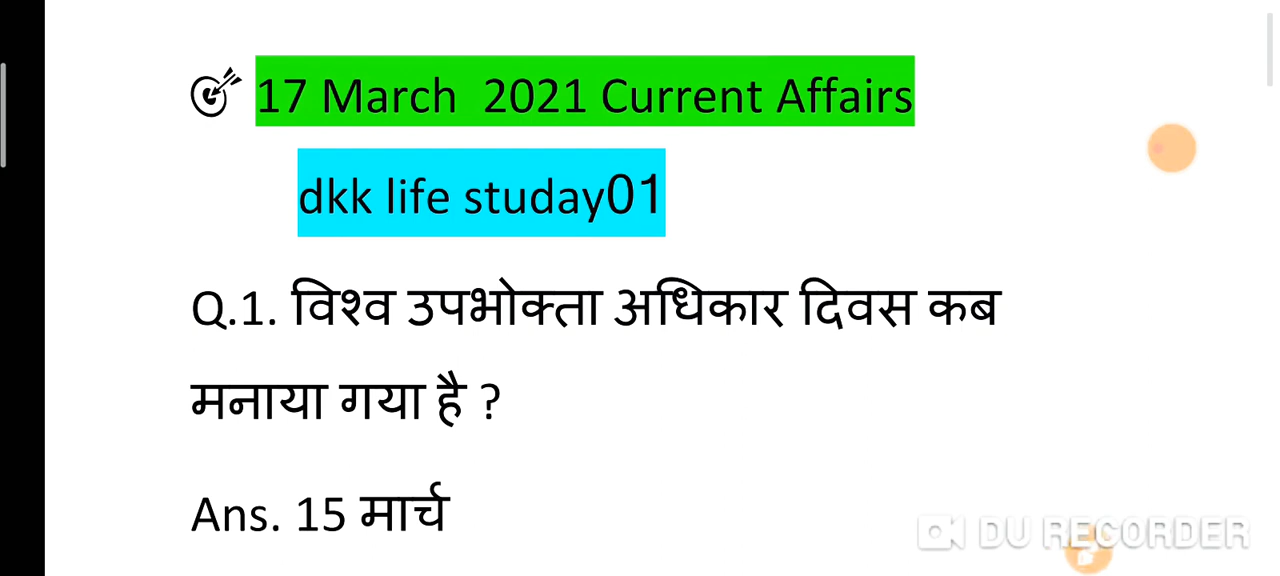 17 March 2021 Current Affairs
dkk life studay01
Q.1. विश्व उपभोक्ता अधिकार दिवस कब
मनाया गया है ?
Ans. 15 मार्च
DU RECORDER